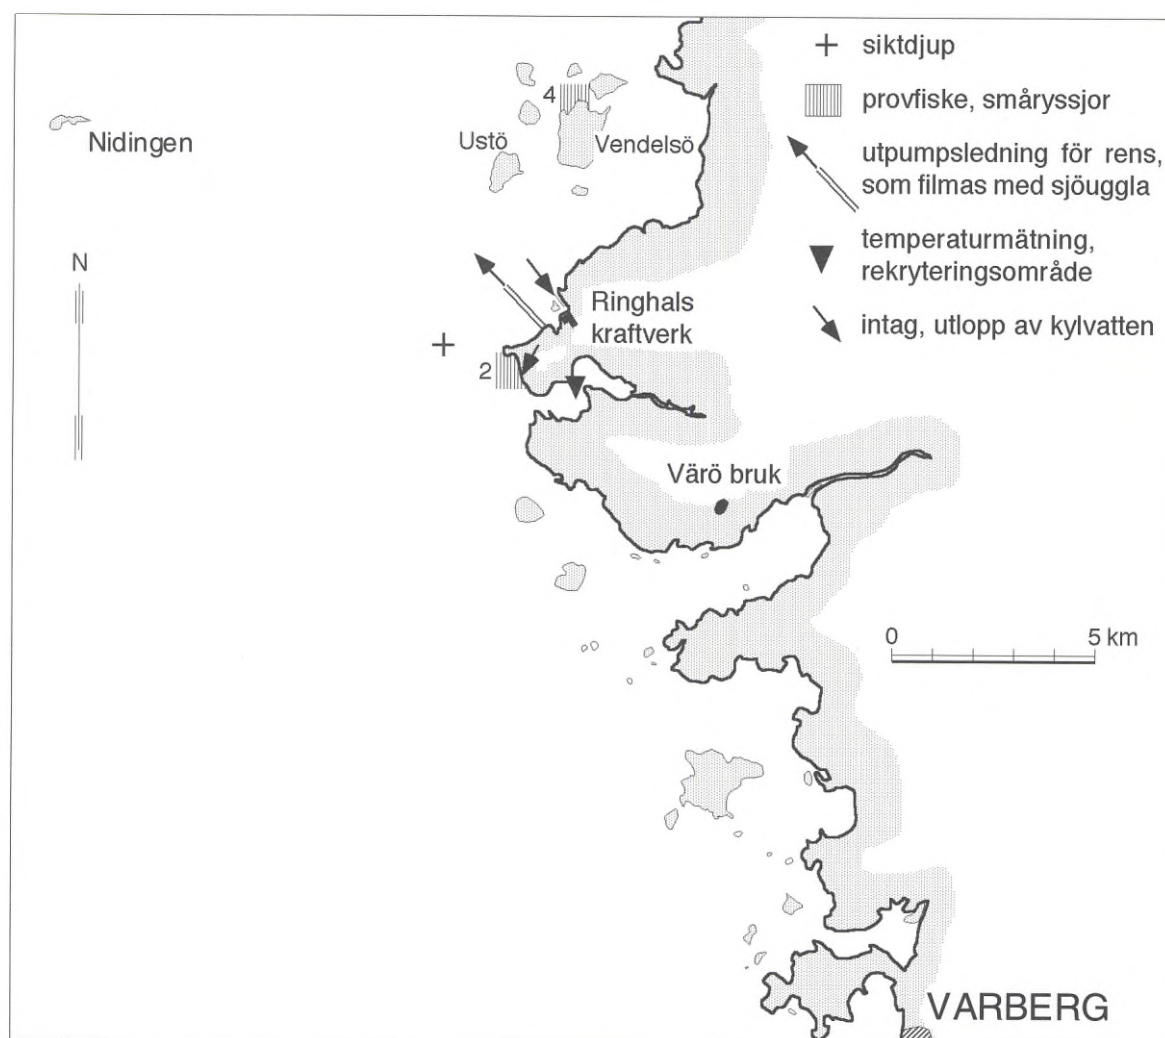 + siktdjup
provfiske, småryssjor
utpumpsledning för rens,
som filmas med sjöuggla
temperaturmätning,
rekryteringsområde
intag, utlopp av kylvatten
4
Nidingen
Ustö
Vendelsö
N
Ringhals
kraftverk
2
Värö bruk
0 5 km
VARBERG